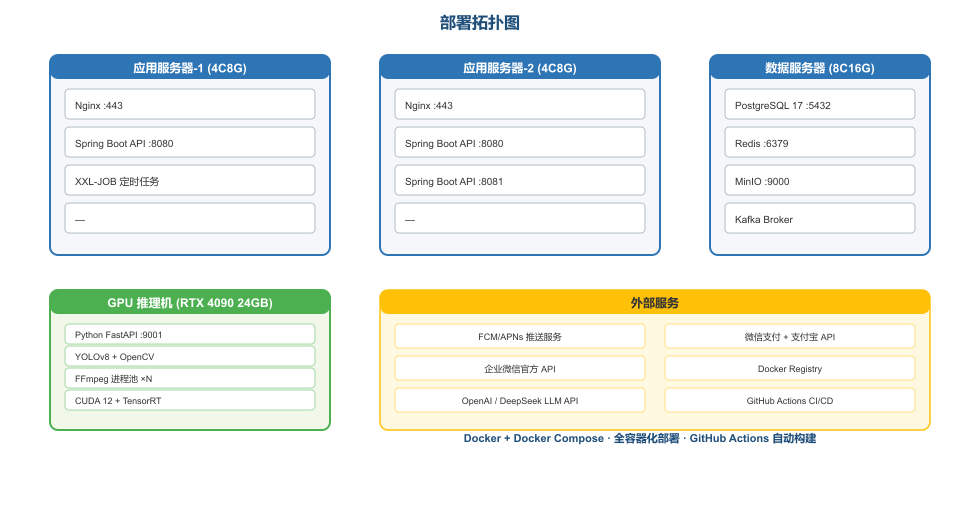 部署拓扑图
应用服务器-1 (4C8G)
Nginx :443
Spring Boot API :8080
XXL-JOB 定时任务
—
应用服务器-2 (4C8G)
Nginx :443
Spring Boot API :8080
Spring Boot API :8081
—
数据服务器 (8C16G)
PostgreSQL 17 :5432
Redis :6379
MinIO :9000
Kafka Broker
GPU 推理机 (RTX 4090 24GB)
Python FastAPI :9001
YOLOv8 + OpenCV
FFmpeg 进程池 ×N
CUDA 12 + TensorRT
外部服务
FCM/APNs 推送服务
微信支付 + 支付宝 API
企业微信官方 API
Docker Registry
OpenAI / DeepSeek LLM API
GitHub Actions CI/CD
Docker + Docker Compose · 全容器化部署 · GitHub Actions 自动构建